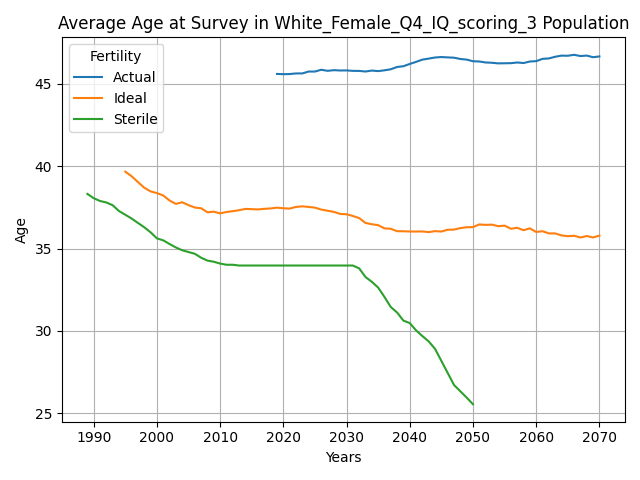 Average Age at Survey in White_Female_Q4_IQ_scoring_3 Population
Fertility
Actual
Ideal
Sterile
Age
45
40
35
30
25
1990 2000 2010 2020 2030 2040 2050 2060 2070
Years